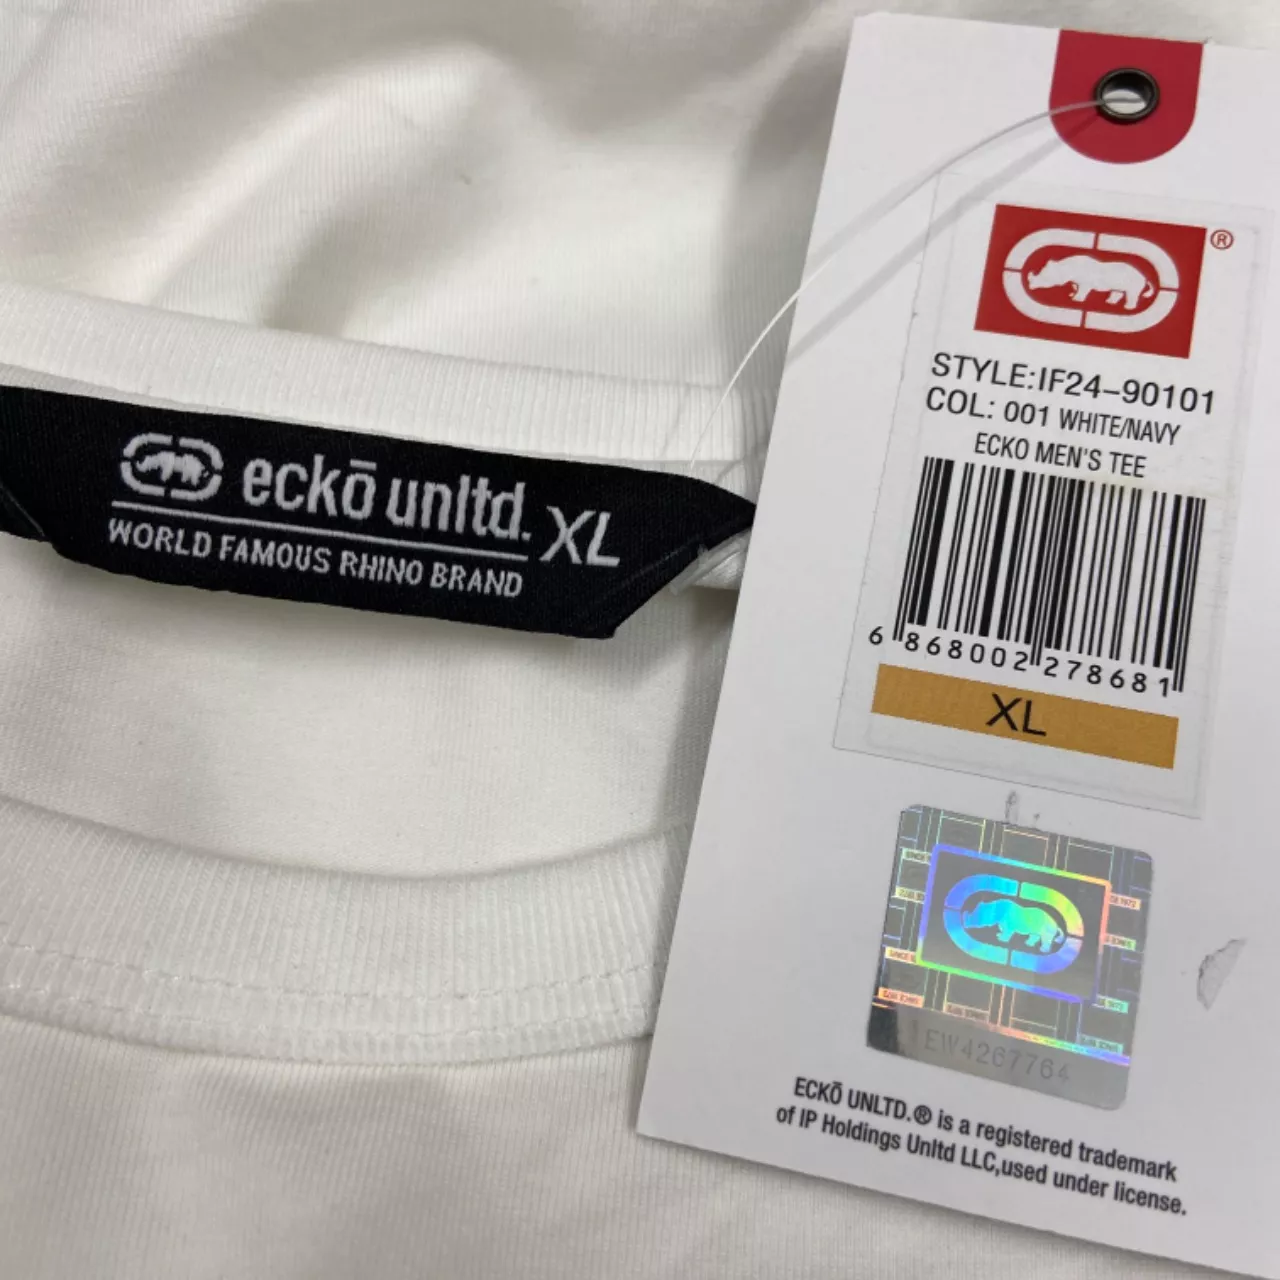 eckō unltd.
XL
WORLD FAMOUS RHINO BRAND
®
STYLE:IF24-90101
COL: 001 WHITE/NAVY
ECKO MEN'S TEE
6 868002 278681
XL
EW4267764
ECKŌ UNLTD.® is a registered trademark
of IP Holdings Unltd LLC,used under license.